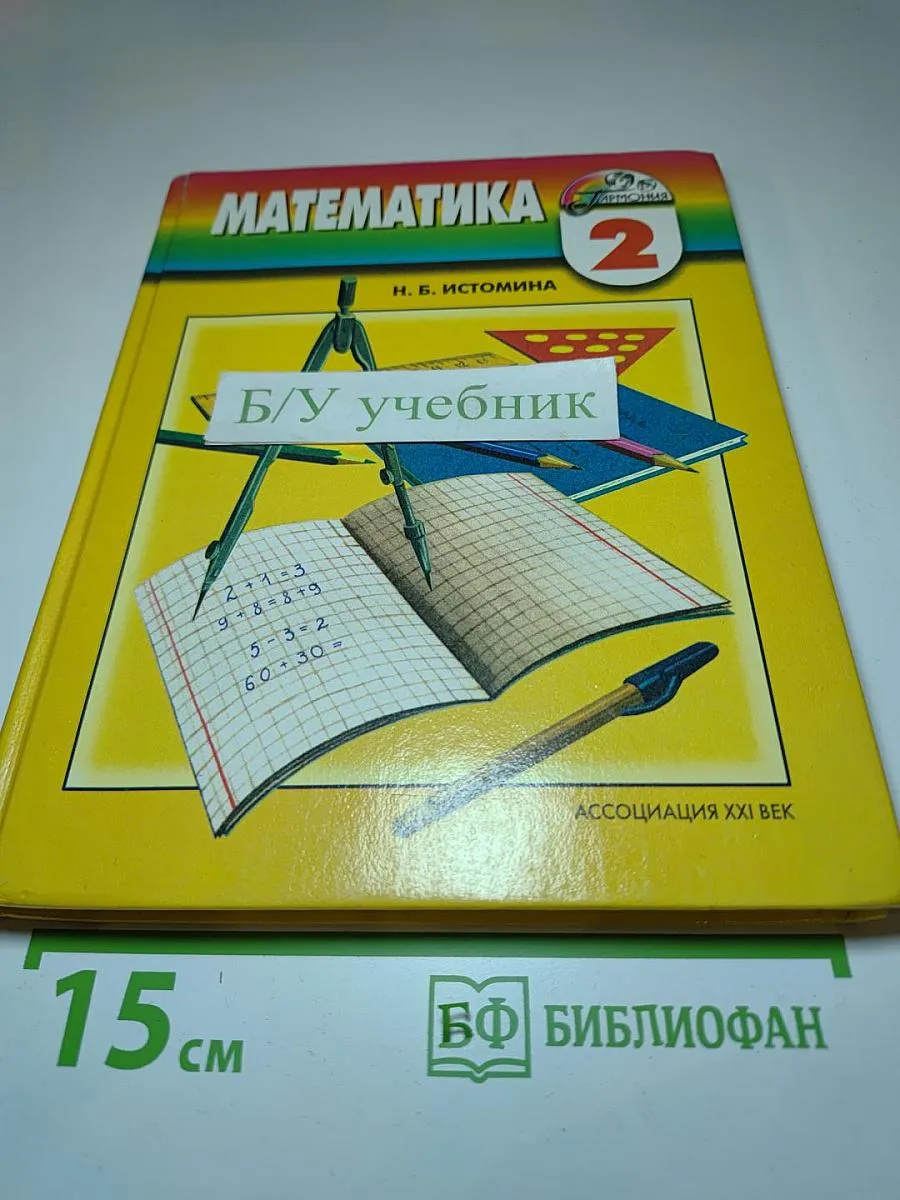 МАТЕМАТИКА
ГАРМОНИЯ
2
Н. Б. ИСТОМИНА
Б/У учебник
2+1=3
9+8=8+9
5-3=2
60+30=
АССОЦИАЦИЯ XXI ВЕК
15 см
БФ БИБЛИОФАН